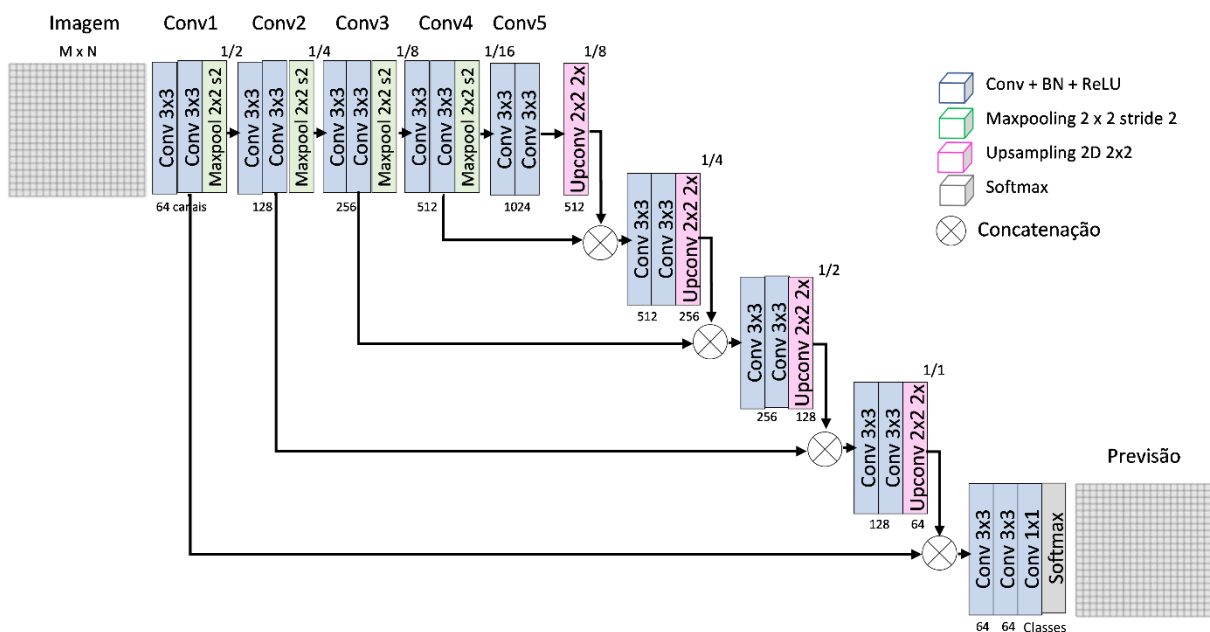 Imagem
M x N
Conv1
Conv2
Conv3
Conv4
Conv5
1/2
1/4
1/8
1/16
1/8
Conv 3x3
Conv 3x3
Maxpool 2x2 s2
Conv 3x3
Conv 3x3
Maxpool 2x2 s2
Conv 3x3
Conv 3x3
Maxpool 2x2 s2
Conv 3x3
Conv 3x3
Maxpool 2x2 s2
Conv 3x3
Conv 3x3
Upconv 2x2 2x
64 canais
128
256
512
1024
512
Conv + BN + ReLU
Maxpooling 2 x 2 stride 2
Upsampling 2D 2x2
Softmax
Concatenação
1/4
Conv 3x3
Conv 3x3
Upconv 2x2 2x
512
256
1/2
Conv 3x3
Conv 3x3
Upconv 2x2 2x
256
128
1/1
Conv 3x3
Conv 3x3
Upconv 2x2 2x
128
64
Previsão
Conv 3x3
Conv 3x3
Conv 1x1
Softmax
64
64
Classes